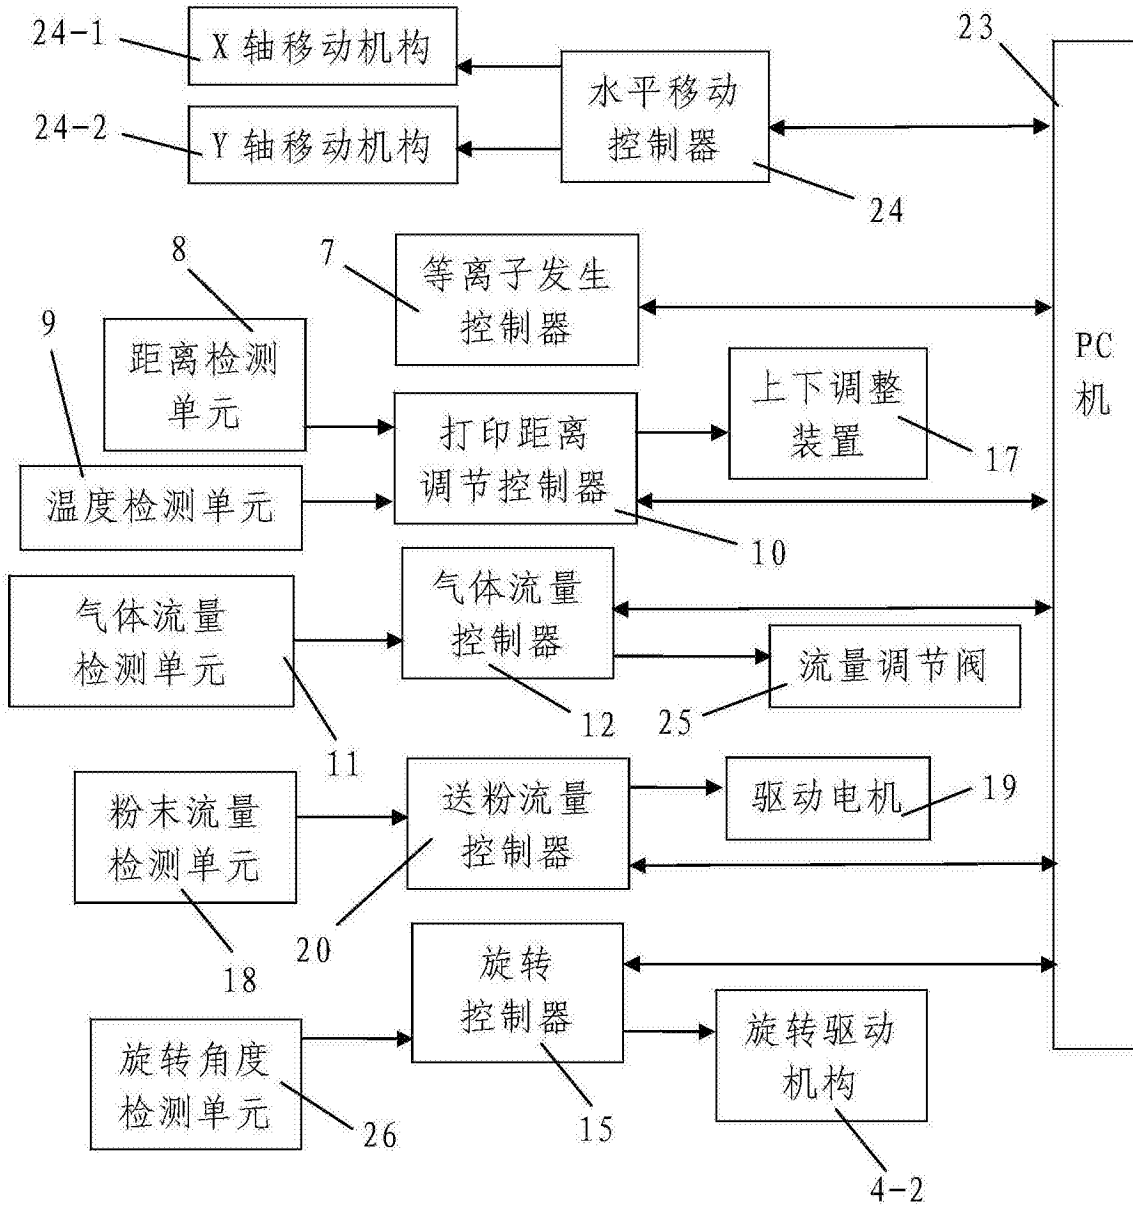 24-1
X 轴移动机构
23
水平移动
控制器
24-2
Y 轴移动机构
24
8
7
等离子发生
控制器
9
距离检测
单元
PC
机
上下调整
装置
17
打印距离
调节控制器
温度检测单元
10
气体流量
检测单元
气体流量
控制器
流量调节阀
11
12
25
粉末流量
检测单元
送粉流量
控制器
驱动电机
19
18
20
旋转
控制器
旋转角度
检测单元
旋转驱动
机构
26
15
4-2